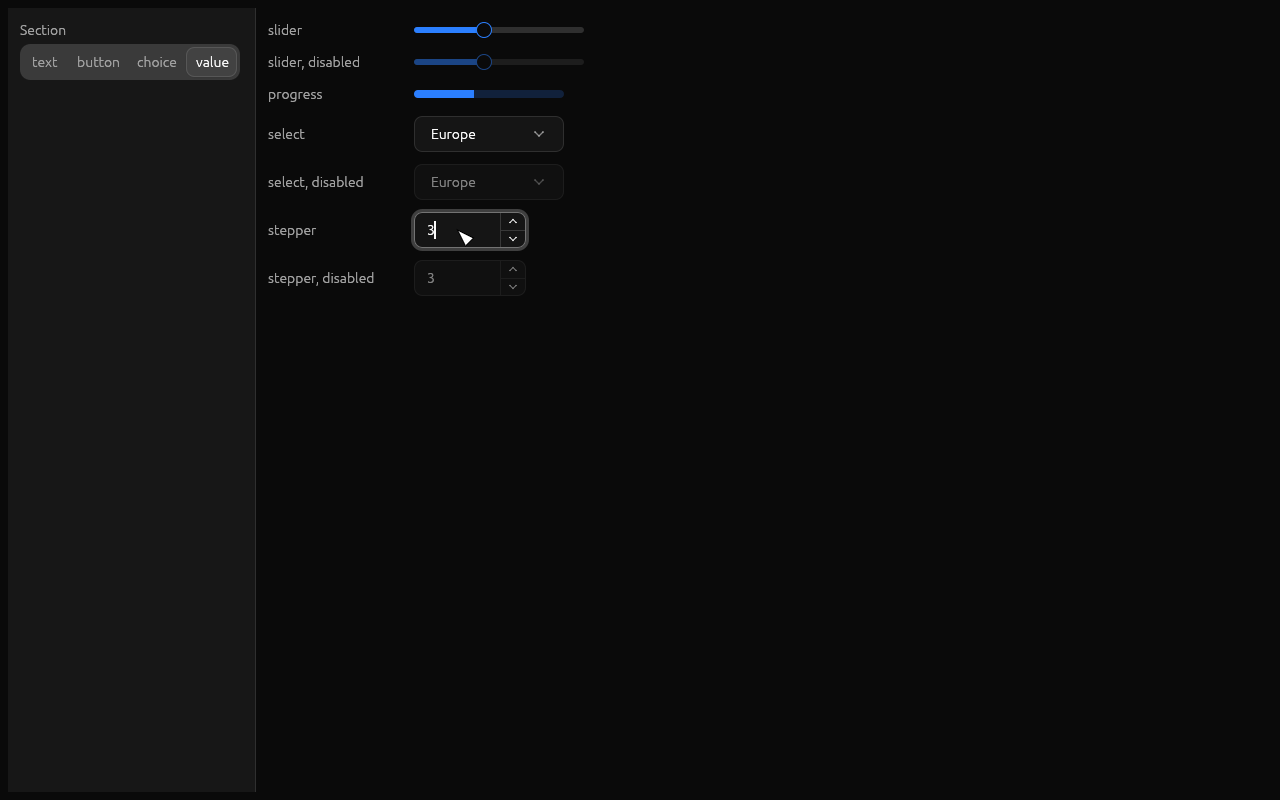 Section
text button choice value
slider
slider, disabled
progress
select Europe
select, disabled Europe
stepper 3
stepper, disabled 3